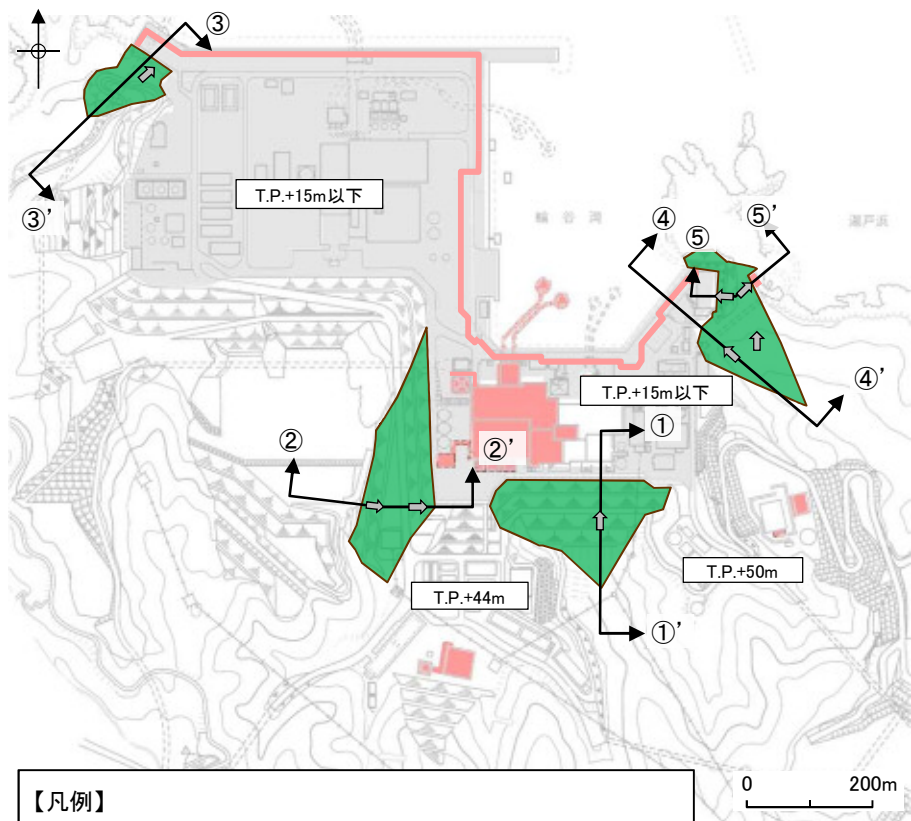 ③
③'
T.P.+15m以下
輪谷湾
瀬戸浜
④
⑤
⑤'
④'
T.P.+15m以下
①
②
②'
T.P.+50m
T.P.+44m
①'
【凡例】
0 200m